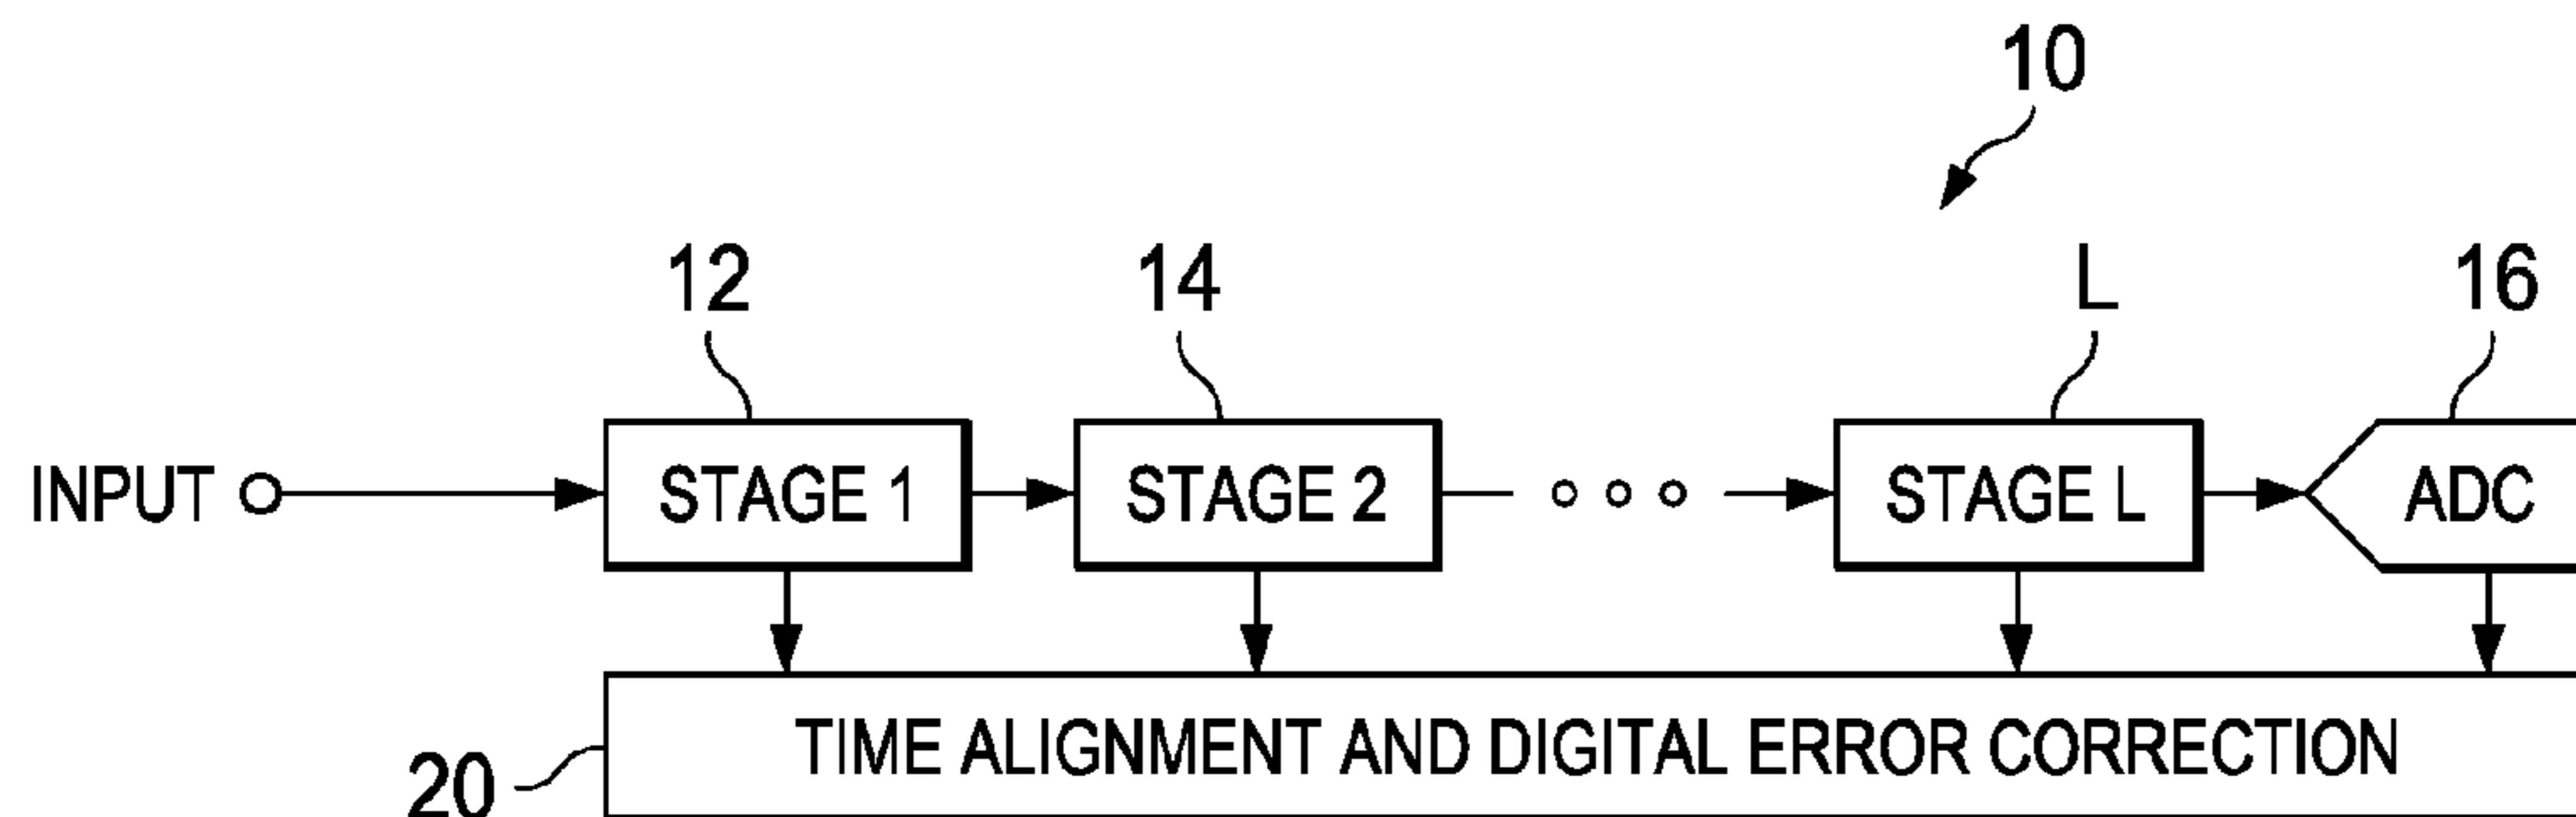 10
12
14
L
16
INPUT
STAGE 1
STAGE 2
STAGE L
ADC
TIME ALIGNMENT AND DIGITAL ERROR CORRECTION
20